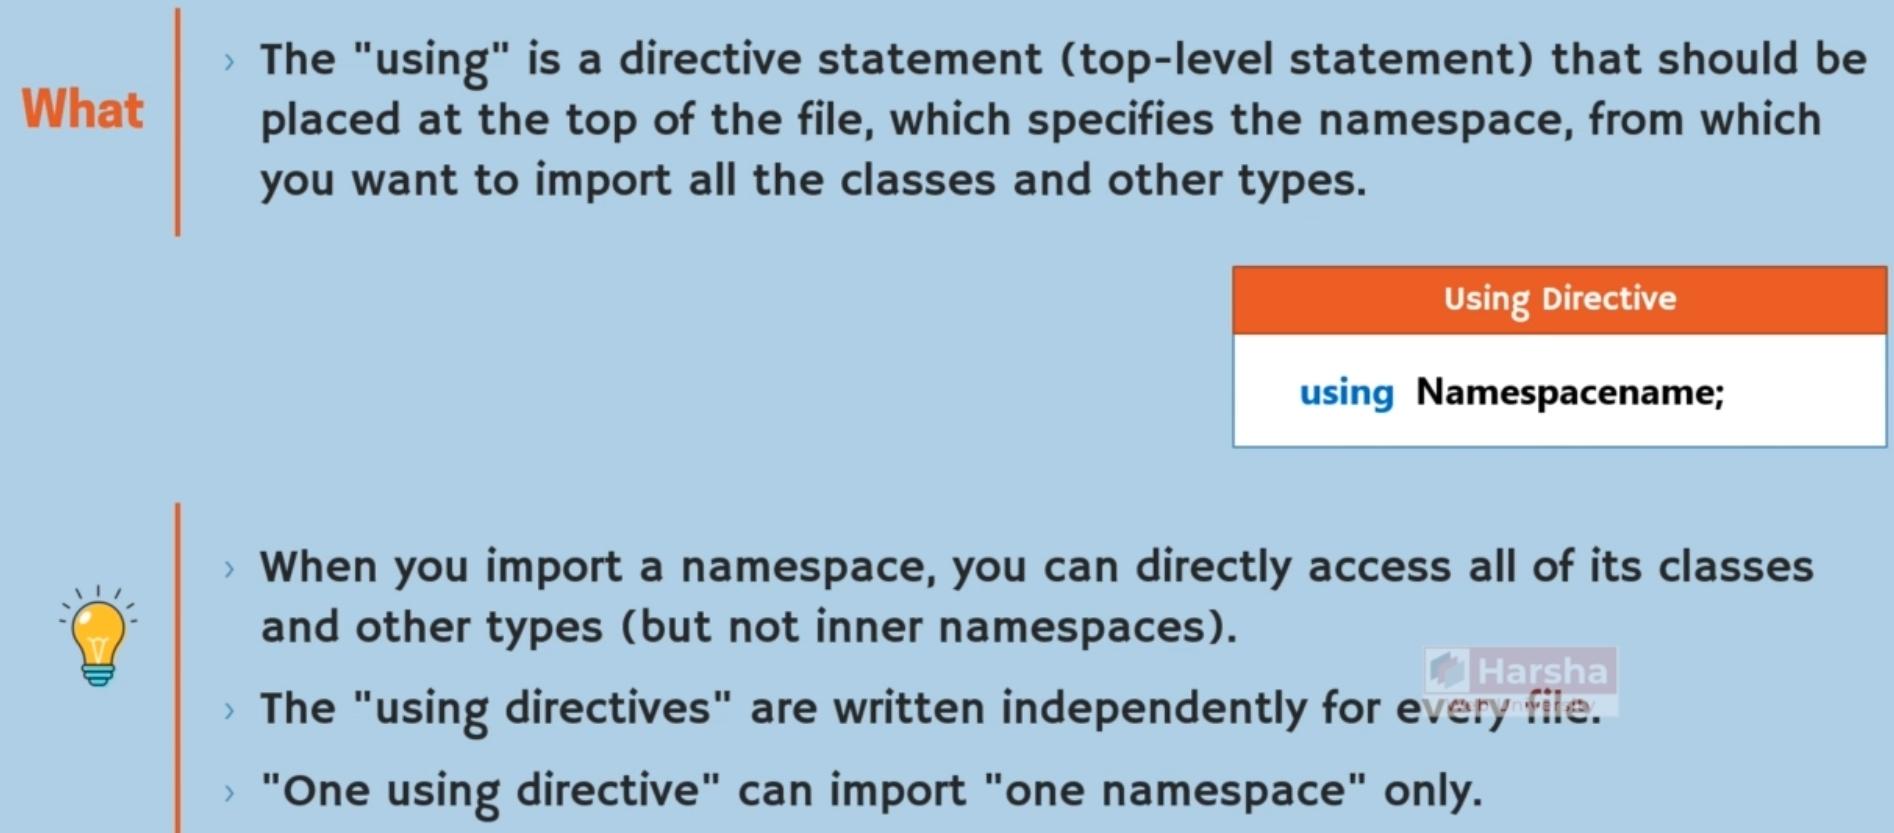 What
› The "using" is a directive statement (top-level statement) that should be
placed at the top of the file, which specifies the namespace, from which
you want to import all the classes and other types.
Using Directive
using Namespacename;
› When you import a namespace, you can directly access all of its classes
and other types (but not inner namespaces).
Harsha
Web University
› The "using directives" are written independently for every file.
› "One using directive" can import "one namespace" only.